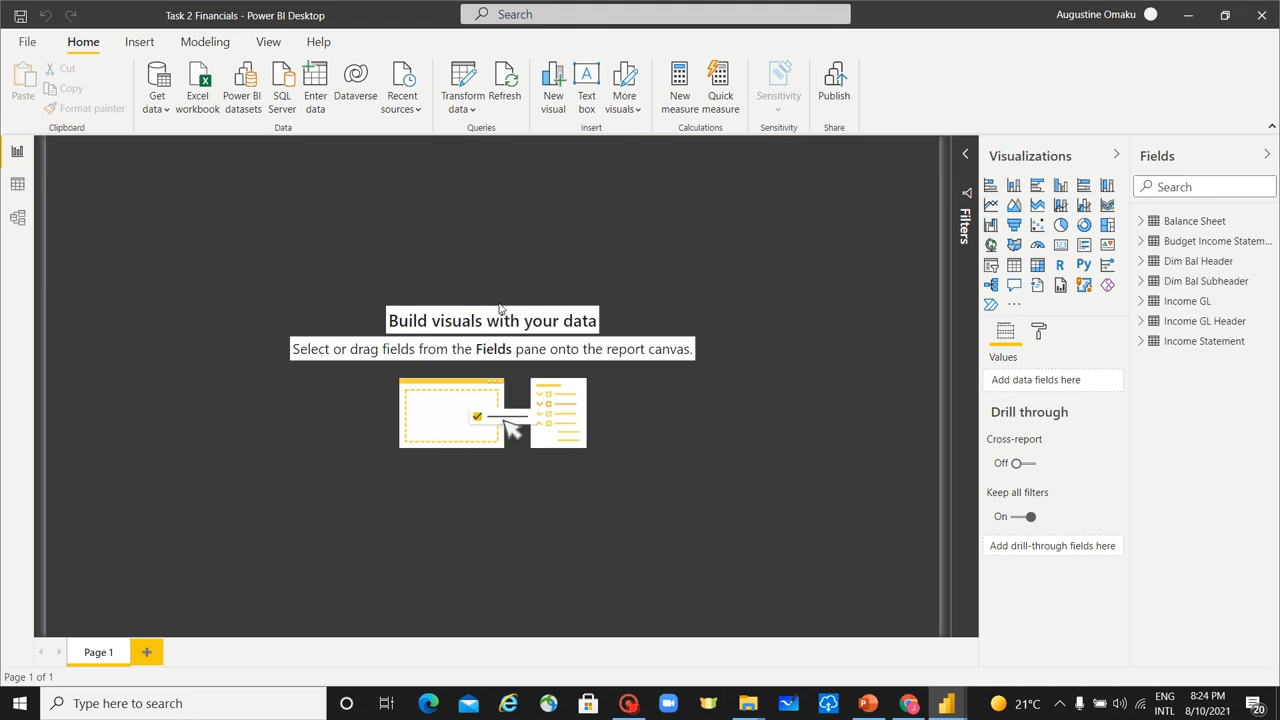 Task 2 Financials - Power BI Desktop
Search
Augustine Omaku
File
Home
Insert
Modeling
View
Help
Paste
Cut
Copy
Format painter
Clipboard
Get data
Excel workbook
Power BI datasets
SQL Server
Enter data
Dataverse
Recent sources
Data
Transform data
Refresh
Queries
New visual
Text box
More visuals
Insert
New measure
Quick measure
Calculations
Sensitivity
Sensitivity
Publish
Share
Build visuals with your data
Select or drag fields from the Fields pane onto the report canvas.
Filters
Visualizations
R
Py
Values
Add data fields here
Drill through
Cross-report
Off
Keep all filters
On
Add drill-through fields here
Fields
Search
Balance Sheet
Budget Income Statem...
Dim Bal Header
Dim Bal Subheader
Income GL
Income GL Header
Income Statement
Page 1
Page 1 of 1
Type here to search
21°C
ENG
INTL
8:24 PM
8/10/2021
20